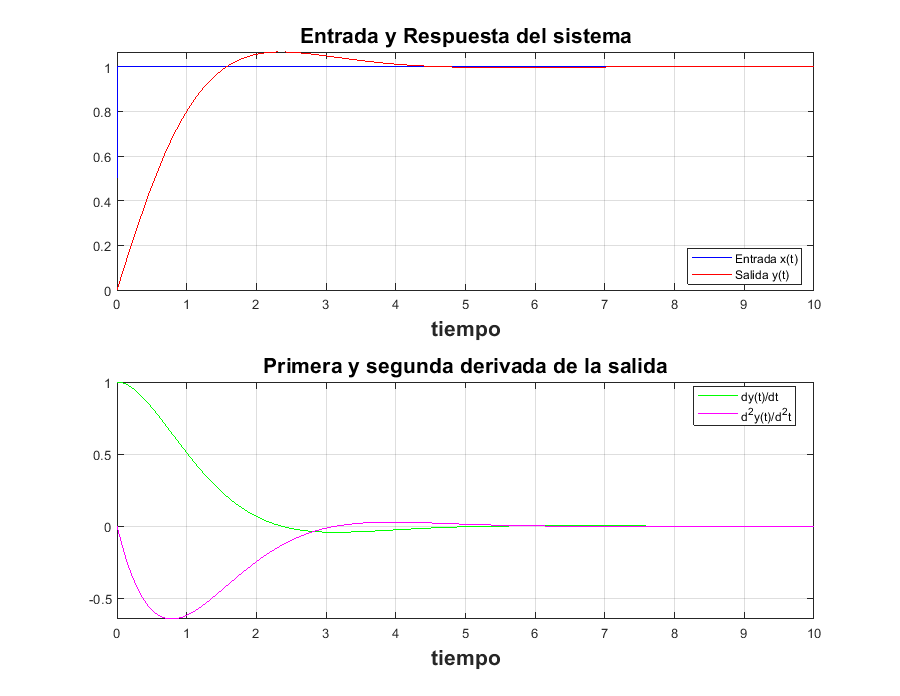 Entrada y Respuesta del sistema
1
0.8
0.6
0.4
0.2
0
Entrada x(t)
Salida y(t)
0 1 2 3 4 5 6 7 8 9 10
tiempo
Primera y segunda derivada de la salida
1
0.5
0
-0.5
dy(t)/dt
d²y(t)/d²t
0 1 2 3 4 5 6 7 8 9 10
tiempo